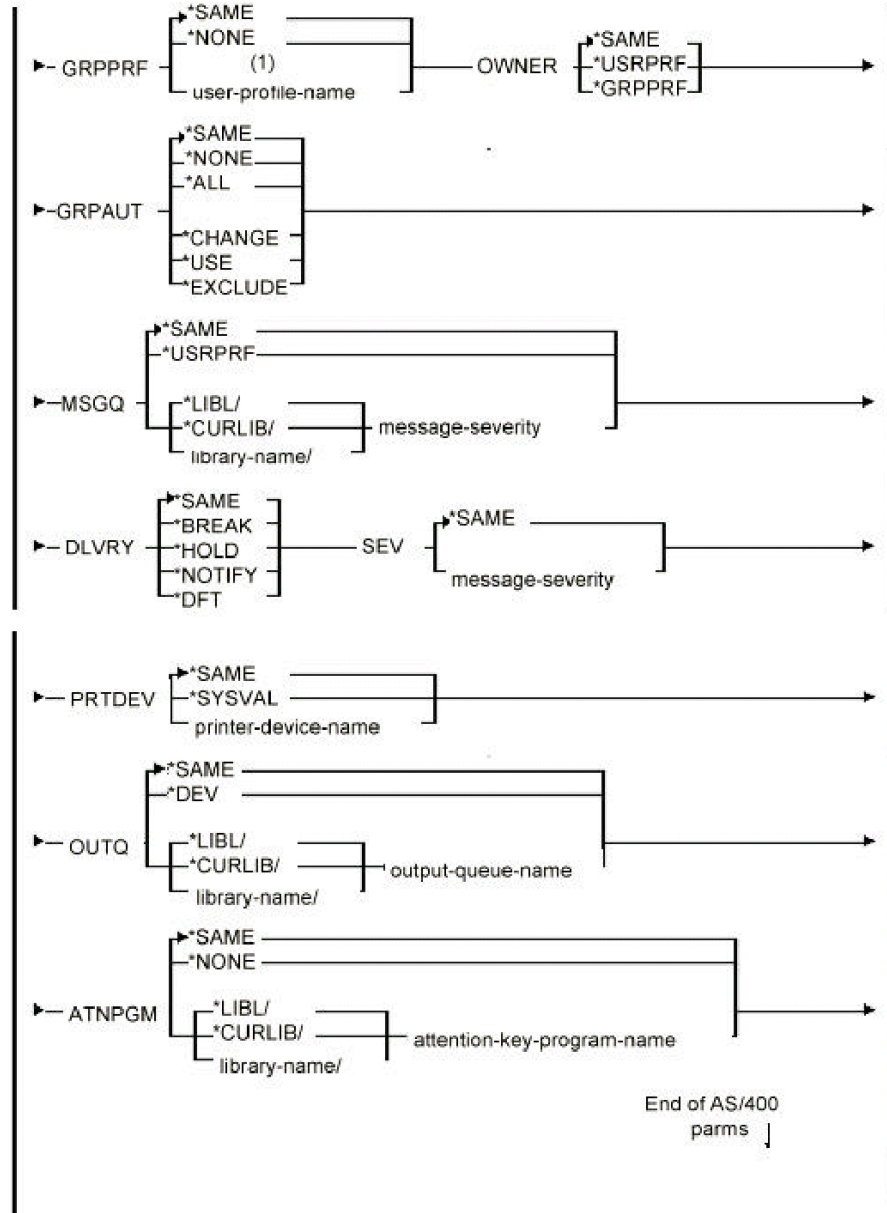 *SAME
*NONE
(1)
GRPPRF
user-profile-name
OWNER
*SAME
*USRPRF
*GRPPRF
*SAME
*NONE
*ALL
GRPAUT
*CHANGE
*USE
*EXCLUDE
*SAME
*USRPRF
MSGQ
*LIBL/
*CURLIB/
library-name/
message-severity
DLVRY
*SAME
*BREAK
*HOLD
*NOTIFY
*DFT
SEV
*SAME
message-severity
PRTDEV
*SAME
*SYSVAL
printer-device-name
*SAME
*DEV
OUTQ
*LIBL/
*CURLIB/
library-name/
output-queue-name
*SAME
*NONE
ATNPGM
*LIBL/
*CURLIB/
library-name/
attention-key-program-name
End of AS/400
parms